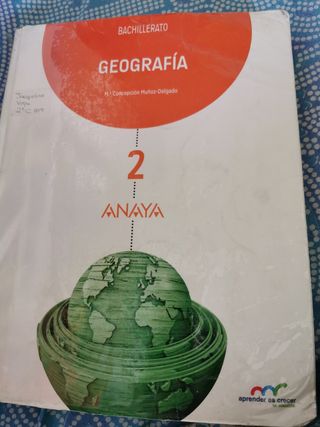 BACHILLERATO
GEOGRAFÍA
M.ª Concepción Muñoz-Delgado
2
ANAYA
aprender es crecer